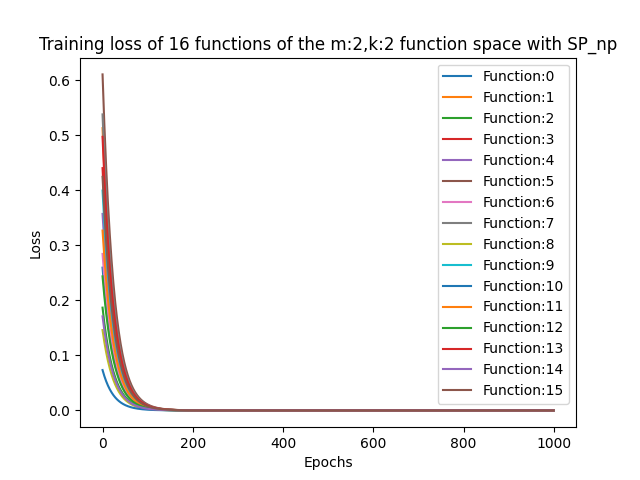 Training loss of 16 functions of the m:2,k:2 function space with SP_np
0.6
0.5
0.4
0.3
0.2
0.1
0.0
Loss
Function:0
Function:1
Function:2
Function:3
Function:4
Function:5
Function:6
Function:7
Function:8
Function:9
Function:10
Function:11
Function:12
Function:13
Function:14
Function:15
0 200 400 600 800 1000
Epochs